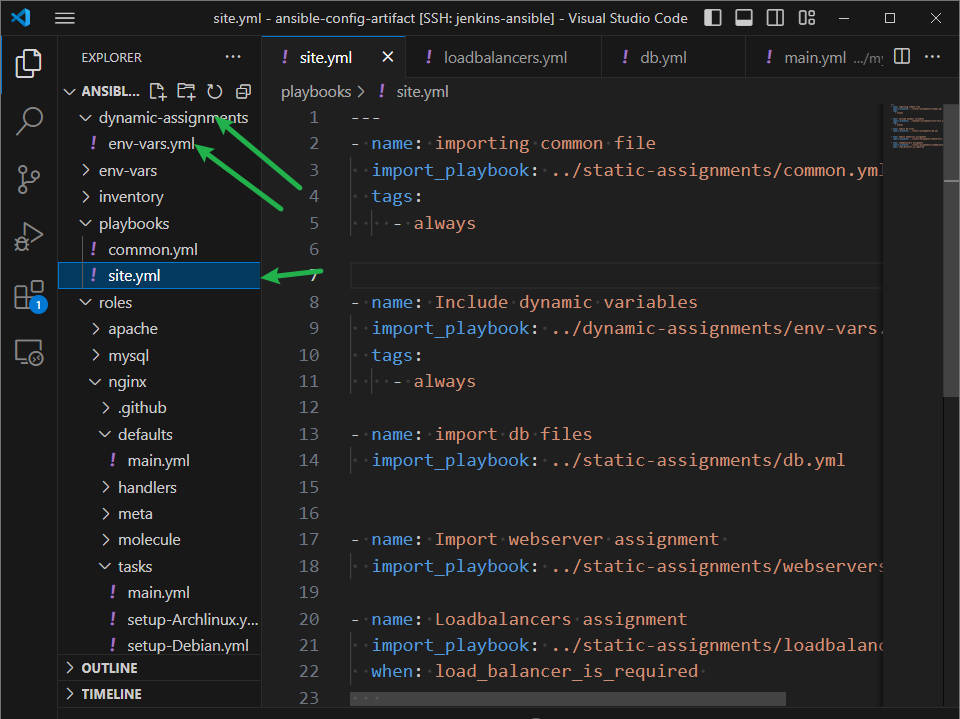 site.yml - ansible-config-artifact [SSH: jenkins-ansible] - Visual Studio Code
EXPLORER
ANSIBL...
dynamic-assignments
! env-vars.yml
env-vars
inventory
playbooks
! common.yml
! site.yml
roles
apache
mysql
nginx
.github
defaults
! main.yml
handlers
meta
molecule
tasks
! main.yml
! setup-Archlinux.y...
! setup-Debian.yml
OUTLINE
TIMELINE
1
! site.yml
! loadbalancers.yml
! db.yml
! main.yml .../my
playbooks > ! site.yml
1 ---
2 - name: importing common file
3 import_playbook: ../static-assignments/common.yml
4 tags:
5 - always
6
7
8 - name: Include dynamic variables
9 import_playbook: ../dynamic-assignments/env-vars.
10 tags:
11 - always
12
13 - name: import db files
14 import_playbook: ../static-assignments/db.yml
15
16
17 - name: Import webserver assignment
18 import_playbook: ../static-assignments/webservers
19
20 - name: Loadbalancers assignment
21 import_playbook: ../static-assignments/loadbalanc
22 when: load_balancer_is_required
23